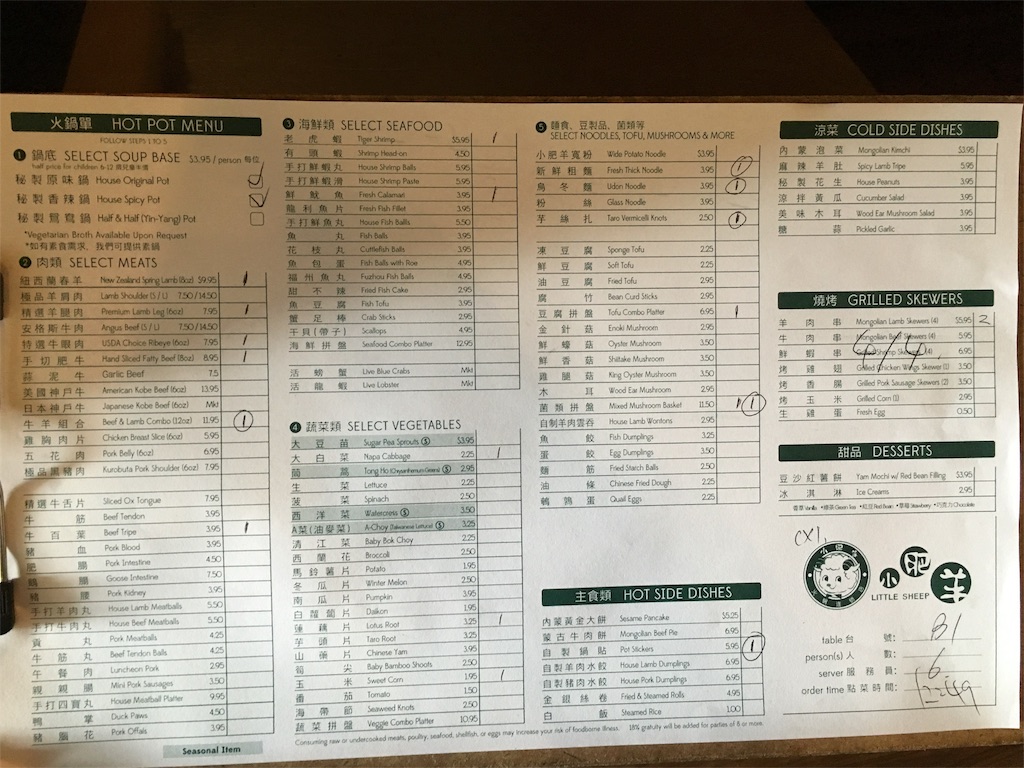 火鍋單 HOT POT MENU
FOLLOW STEPS 1 TO 5
1 鍋底 SELECT SOUP BASE $3.95 / person 每位
half price for children 6-12
秘製原味鍋 House Original Pot
秘製香辣鍋 House Spicy Pot
秘製鴛鴦鍋 Half & Half (Yin-Yang) Pot
*Vegetarian Broth Available Upon Request
*如有素食需求，我們可提供素鍋
2 肉類 SELECT MEATS
紐西蘭春羊 New Zealand Spring Lamb (8oz) $9.95 1
極品羊肩肉 Lamb Shoulder (S / L) 7.50 / 14.50
精選羊腿肉 Premium Lamb Leg (6oz) 7.95 1
安格斯牛肉 Angus Beef (S / L) 7.50 / 14.50
特選牛眼肉 USDA Choice Ribeye (6oz) 7.95 1
手切肥牛 Hand Sliced Fatty Beef (8oz) 8.95 1
蒜泥牛 Garlic Beef 7.5
美國神戶牛 American Kobe Beef (6oz) 13.95
日本神戶牛 Japanese Kobe Beef (6oz) Mkt
牛羊組合 Beef & Lamb Combo (12oz) 11.95 1
雞胸肉片 Chicken Breast Slice (6oz) 5.95
五花肉 Pork Belly (6oz) 6.95
極品黑豬肉 Kurobuta Pork Shoulder (6oz) 7.95
精選牛舌片 Sliced Ox Tongue 7.95
牛筋 Beef Tendon 3.95
牛百葉 Beef Tripe 7.95 1
豬血 Pork Blood 3.95
肥腸 Pork Intestine 4.50
鵝腸 Goose Intestine 7.50
豬腰 Pork Kidney 3.95
手打羊肉丸 House Lamb Meatballs 5.50
手打牛肉丸 House Beef Meatballs 5.50
貢丸 Pork Meatballs 4.25
牛筋丸 Beef Tendon Balls 4.25
午餐肉 Luncheon Pork 2.95
親親腸 Mini Pork Sausages 3.50
手打四寶丸 House Meatball Platter 9.95
鴨掌 Duck Paws 4.50
豬腦花 Pork Offals 3.95
Seasonal Item
3 海鮮類 SELECT SEAFOOD
老虎蝦 Tiger Shrimp $5.95 1
有頭蝦 Shrimp Head-on 4.50
手打鮮蝦丸 House Shrimp Balls 5.95
手打鮮蝦滑 House Shrimp Paste 5.95
鮮魷魚 Fresh Calamari 3.95 1
龍利魚片 Fresh Fish Fillet 3.95
手打鮮魚丸 House Fish Balls 5.50
魚丸 Fish Balls 3.95
花枝丸 Cuttlefish Balls 3.95
魚包蛋 Fish Balls with Roe 4.95
福州魚丸 Fuzhou Fish Balls 4.95
甜不辣 Fried Fish Cake 2.95
魚豆腐 Fish Tofu 3.95
蟹足棒 Crab Sticks 2.95
干貝(帶子) Scallops 4.95
海鮮拼盤 Seafood Combo Platter 12.95
活螃蟹 Live Blue Crabs Mkt
活龍蝦 Live Lobster Mkt
4 蔬菜類 SELECT VEGETABLES
大豆苗 Sugar Pea Sprouts (S) $3.95
大白菜 Napa Cabbage 2.25 1
茼蒿 Tong Ho (Chrysanthemum Greens) (S) 2.95
生菜 Lettuce 2.25
菠菜 Spinach 2.50
西洋菜 Watercress (S) 3.50
A菜(油麥菜) A-Choy (Taiwanese Lettuce) (S) 3.25
清江菜 Baby Bok Choy 2.25
西蘭花 Broccoli 2.50
馬鈴薯片 Potato 1.95
冬瓜片 Winter Melon 2.50
南瓜片 Pumpkin 3.95
白蘿蔔片 Daikon 1.95
蓮藕片 Lotus Root 3.25 1
芋頭片 Taro Root 3.25
山藥片 Chinese Yam 3.95
筍尖 Baby Bamboo Shoots 2.50
玉米 Sweet Corn 1.95 1
番茄 Tomato 1.50
海帶節 Seaweed Knots 2.50
蔬菜拼盤 Veggie Combo Platter 10.95
Consuming raw or undercooked meats, poultry, seafood, shellfish, or eggs may increase your risk of foodborne illness. 18% gratuity will be added for parties of 6 or more.
5 麵食、豆製品、菌類等
SELECT NOODLES, TOFU, MUSHROOMS & MORE
小肥羊寬粉 Wide Potato Noodle $3.95
新鮮粗麵 Fresh Thick Noodle 3.95 1
烏冬麵 Udon Noodle 3.95 1
粉絲 Glass Noodle 3.95
芋絲扎 Taro Vermicelli Knots 2.50 1
凍豆腐 Sponge Tofu 2.25
鮮豆腐 Soft Tofu 2.25
油豆腐 Fried Tofu 2.95
腐竹 Bean Curd Sticks 2.95
豆腐拼盤 Tofu Combo Platter 6.95 1
金針菇 Enoki Mushroom 2.95
鮮蠔菇 Oyster Mushroom 3.50
鮮香菇 Shiitake Mushroom 3.50
雞腿菇 King Oyster Mushroom 3.50
木耳 Wood Ear Mushroom 2.95
菌類拼盤 Mixed Mushroom Basket 11.50 1
自制羊肉雲吞 House Lamb Wontons 2.95
魚餃 Fish Dumplings 3.25
蛋餃 Egg Dumplings 3.50
麵筋 Fried Starch Balls 2.50
油條 Chinese Fried Dough 2.25
鵪鶉蛋 Quail Eggs 2.25
主食類 HOT SIDE DISHES
內蒙黃金大餅 Sesame Pancake $5.25
蒙古牛肉餅 Mongolian Beef Pie 6.95
自製鍋貼 Pot Stickers 5.95 1
自製羊肉水餃 House Lamb Dumplings 6.95
自製豬肉水餃 House Pork Dumplings 6.95
金銀絲卷 Fried & Steamed Rolls 4.95
白飯 Steamed Rice 1.00
涼菜 COLD SIDE DISHES
內蒙泡菜 Mongolian Kimchi $3.95
麻辣羊肚 Spicy Lamb Tripe 5.95
秘製花生 House Peanuts 3.95
涼拌黃瓜 Cucumber Salad 3.95
美味木耳 Wood Ear Mushroom Salad 3.95
糖蒜 Pickled Garlic 3.95
燒烤 GRILLED SKEWERS
羊肉串 Mongolian Lamb Skewers (4) $5.95 2
牛肉串 Mongolian Beef Skewers (4) 5.95
鮮蝦串 Grilled Shrimp Skewers (4) 6.95
烤雞翅 Grilled Chicken Wings Skewer (1) 3.50
烤香腸 Grilled Pork Sausage Skewers (2) 3.50
烤玉米 Grilled Corn (1) 2.95
生雞蛋 Fresh Egg 0.50
甜品 DESSERTS
豆沙紅薯餅 Yam Mochi w/ Red Bean Filling $3.95
冰淇淋 Ice Creams 2.95
香草 Vanilla •綠茶 Green Tea •紅豆 Red Bean •草莓 Strawberry •巧克力 Chocolate
小肥羊
LITTLE SHEEP
table 台號: B1
person(s) 人數: 6
server 服務員:
order time 點菜時間: